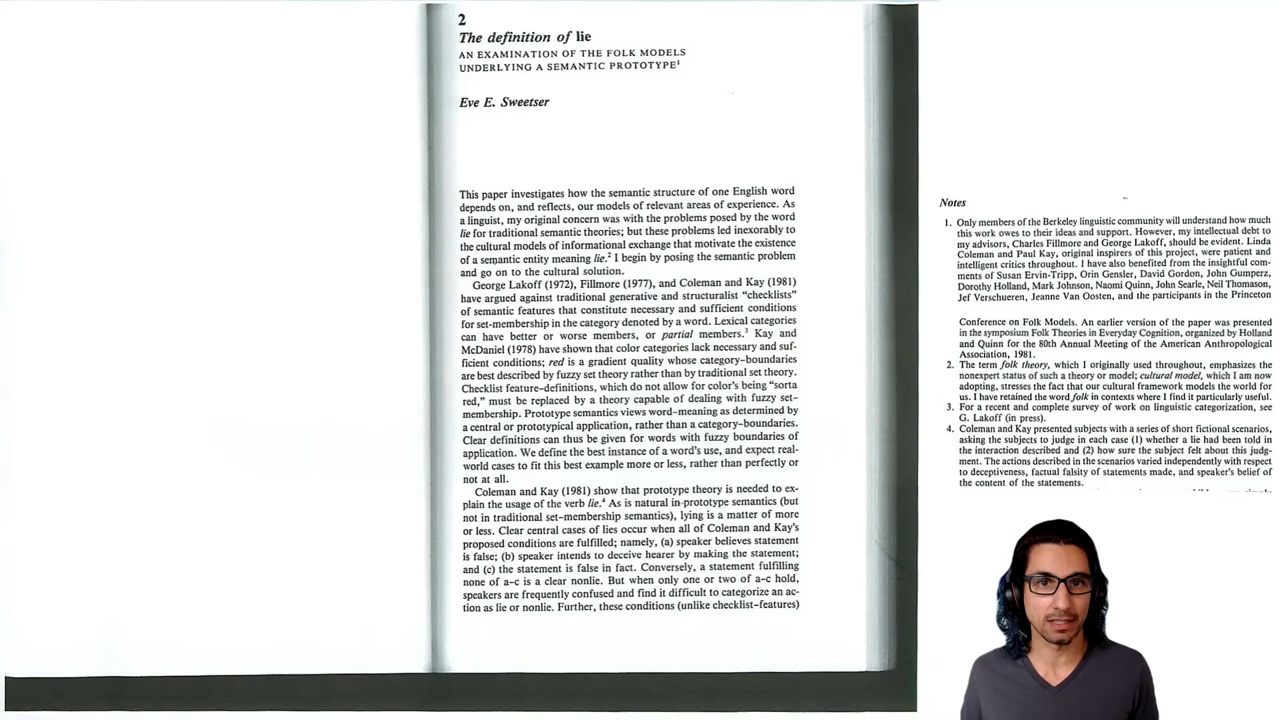 2
The definition of lie
AN EXAMINATION OF THE FOLK MODELS
UNDERLYING A SEMANTIC PROTOTYPE¹
Eve E. Sweetser
This paper investigates how the semantic structure of one English word
depends on, and reflects, our models of relevant areas of experience. As
a linguist, my original concern was with the problems posed by the word
lie for traditional semantic theories; but these problems led inexorably to
the cultural models of informational exchange that motivate the existence
of a semantic entity meaning lie.² I begin by posing the semantic problem
and go on to the cultural solution.
George Lakoff (1972), Fillmore (1977), and Coleman and Kay (1981)
have argued against traditional generative and structuralist “checklists”
of semantic features that constitute necessary and sufficient conditions
for set-membership in the category denoted by a word. Lexical categories
can have better or worse members, or partial members.³ Kay and
McDaniel (1978) have shown that color categories lack necessary and suf-
ficient conditions; red is a gradient quality whose category-boundaries
are best described by fuzzy set theory rather than by traditional set theory.
Checklist feature-definitions, which do not allow for color's being “sorta
red,” must be replaced by a theory capable of dealing with fuzzy set-
membership. Prototype semantics views word-meaning as determined by
a central or prototypical application, rather than a category-boundaries.
Clear definitions can thus be given for words with fuzzy boundaries of
application. We define the best instance of a word's use, and expect real-
world cases to fit this best example more or less, rather than perfectly or
not at all.
Coleman and Kay (1981) show that prototype theory is needed to ex-
plain the usage of the verb lie.⁴ As is natural in prototype semantics (but
not in traditional set-membership semantics), lying is a matter of more
or less. Clear central cases of lies occur when all of Coleman and Kay's
proposed conditions are fulfilled; namely, (a) speaker believes statement
is false; (b) speaker intends to deceive hearer by making the statement;
and (c) the statement is false in fact. Conversely, a statement fulfilling
none of a-c is a clear nonlie. But when only one or two of a-c hold,
speakers are frequently confused and find it difficult to categorize an ac-
tion as lie or nonlie. Further, these conditions (unlike checklist-features)
Notes
1. Only members of the Berkeley linguistic community will understand how much
this work owes to their ideas and support. However, my intellectual debt to
my advisors, Charles Fillmore and George Lakoff, should be evident. Linda
Coleman and Paul Kay, original inspirers of this project, were patient and
intelligent critics throughout. I have also benefited from the insightful com-
ments of Susan Ervin-Tripp, Orin Gensler, David Gordon, John Gumperz,
Dorothy Holland, Mark Johnson, Naomi Quinn, John Searle, Neil Thomason,
Jef Verschueren, Jeanne Van Oosten, and the participants in the Princeton
Conference on Folk Models. An earlier version of the paper was presented
in the symposium Folk Theories in Everyday Cognition, organized by Holland
and Quinn for the 80th Annual Meeting of the American Anthropological
Association, 1981.
2. The term folk theory, which I originally used throughout, emphasizes the
nonexpert status of such a theory or model; cultural model, which I am now
adopting, stresses the fact that our cultural framework models the world for
us. I have retained the word folk in contexts where I find it particularly useful.
3. For a recent and complete survey of work on linguistic categorization, see
G. Lakoff (in press).
4. Coleman and Kay presented subjects with a series of short fictional scenarios,
asking the subjects to judge in each case (1) whether a lie had been told in
the interaction described and (2) how sure the subject felt about this judg-
ment. The actions described in the scenarios varied independently with respect
to deceptiveness, factual falsity of statements made, and speaker's belief of
the content of the statements.